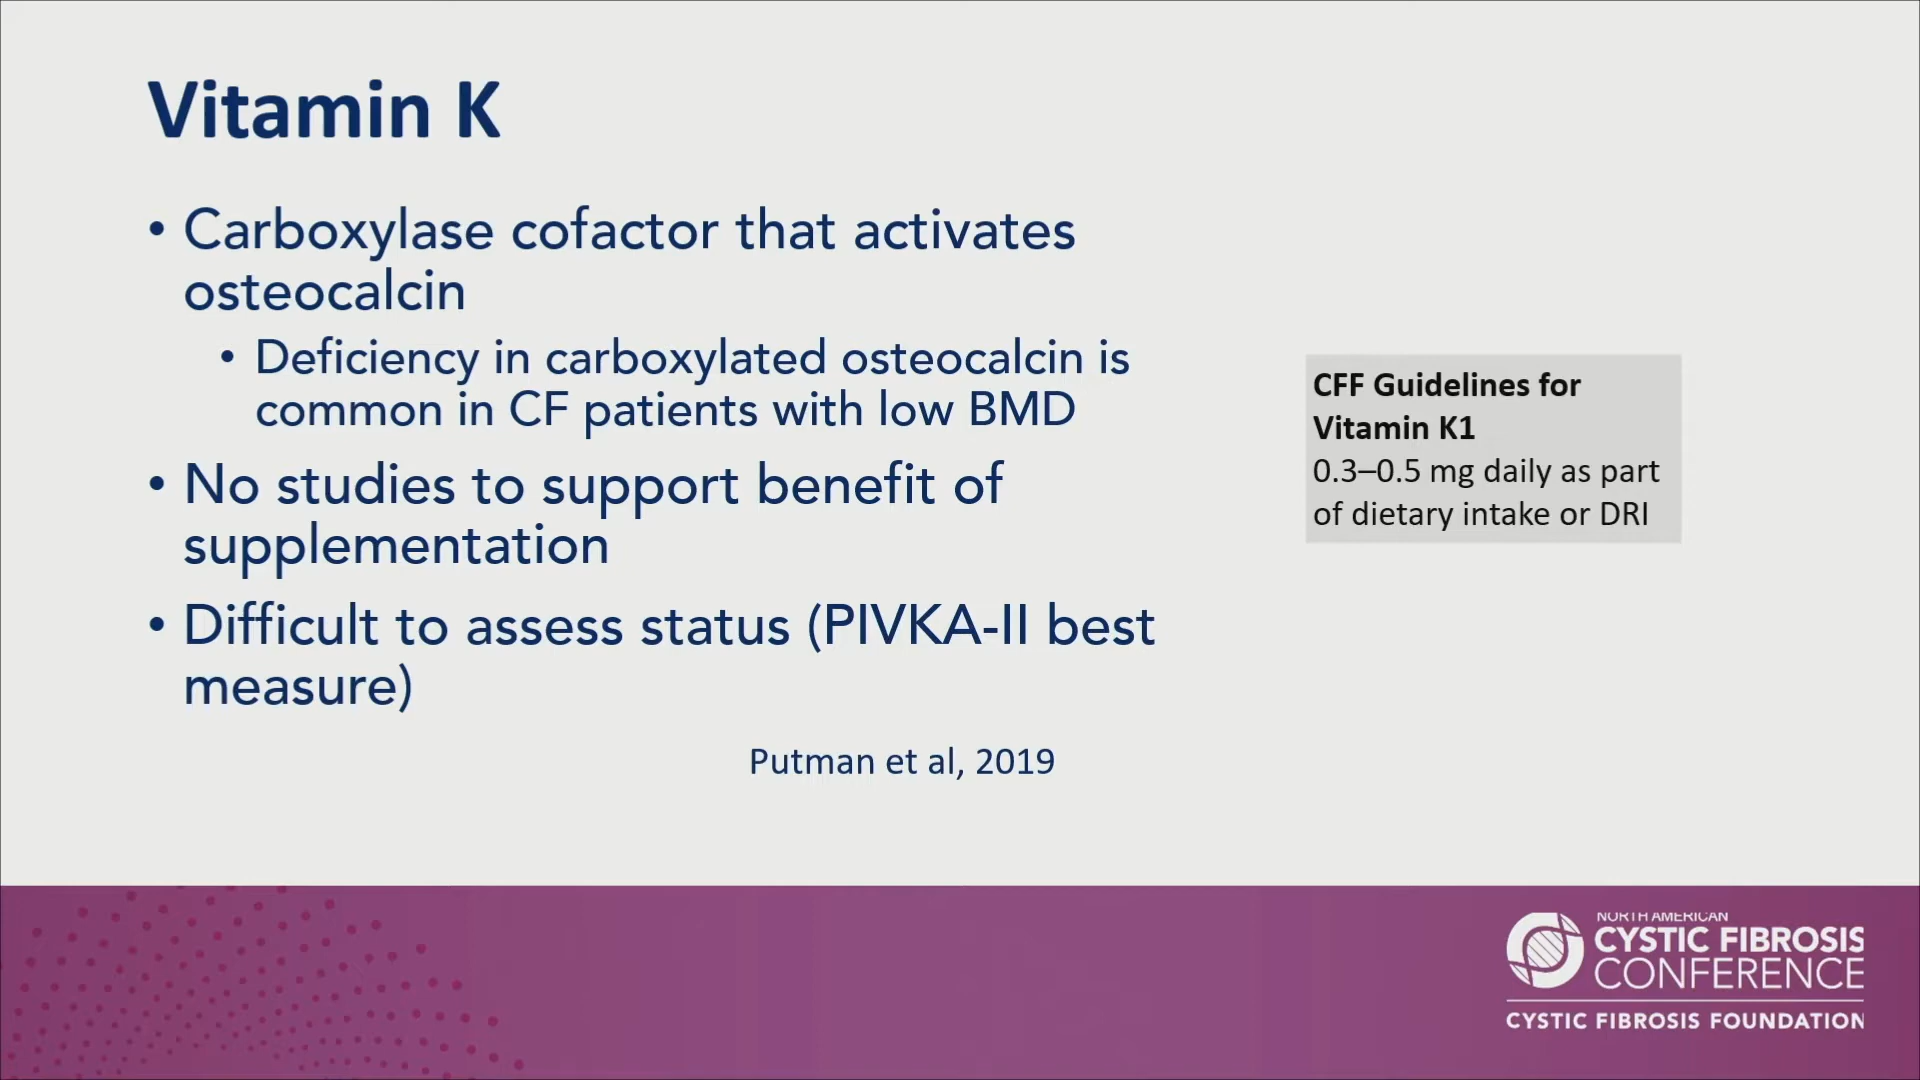 Vitamin K
• Carboxylase cofactor that activates
osteocalcin
• Deficiency in carboxylated osteocalcin is
common in CF patients with low BMD
• No studies to support benefit of
supplementation
• Difficult to assess status (PIVKA-II best
measure)
Putman et al, 2019
CFF Guidelines for
Vitamin K1
0.3–0.5 mg daily as part
of dietary intake or DRI
NORTH AMERICAN
CYSTIC FIBROSIS
CONFERENCE
CYSTIC FIBROSIS FOUNDATION